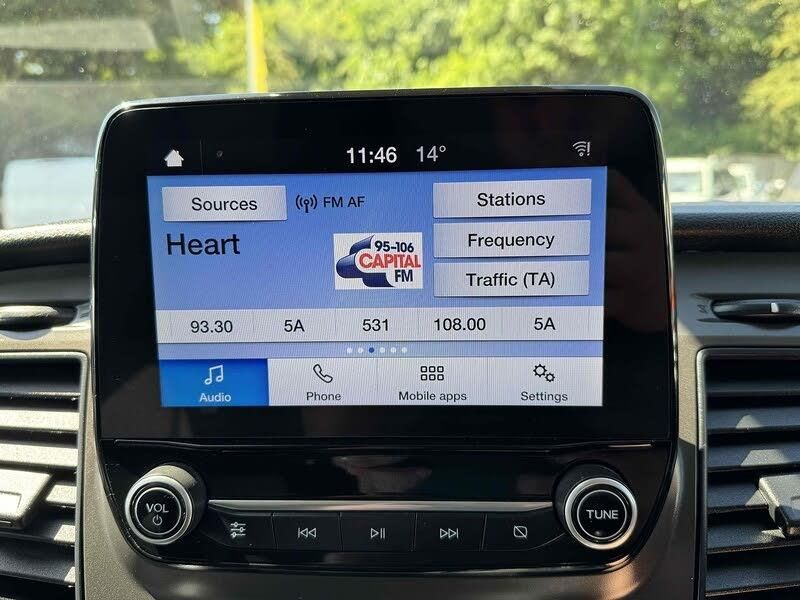 11:46 14°
Sources FM AF Stations
Heart
95-106
CAPITAL
FM
Frequency
Traffic (TA)
93.30 5A 531 108.00 5A
Audio Phone Mobile apps Settings
VOL TUNE